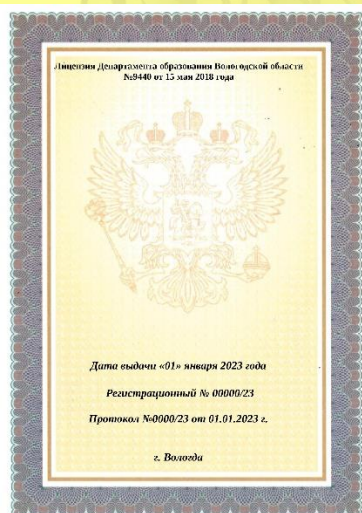 Лицензия Департамента образования Вологодской области
№9440 от 15 мая 2018 года
Дата выдачи «01» января 2023 года
Регистрационный № 00000/23
Протокол №0000/23 от 01.01.2023 г.
г. Вологда